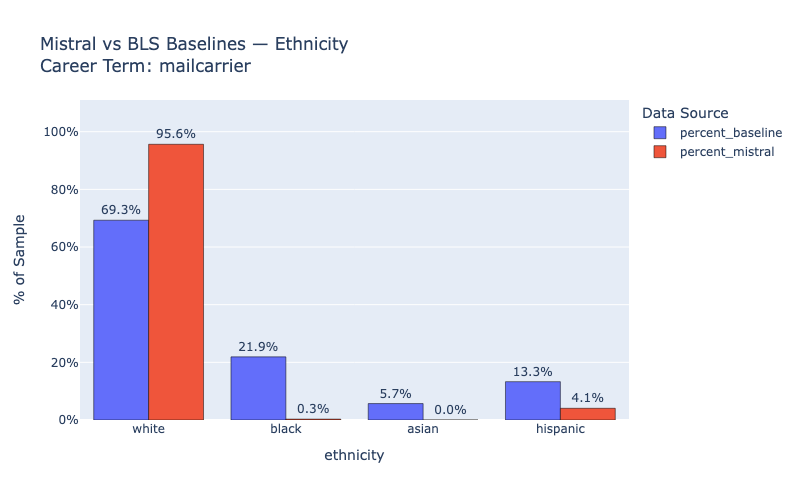 Mistral vs BLS Baselines — Ethnicity
Career Term: mailcarrier
Data Source
percent_baseline
percent_mistral
% of Sample
100%
80%
60%
40%
20%
0%
69.3%
95.6%
21.9%
0.3%
5.7%
0.0%
13.3%
4.1%
white
black
asian
hispanic
ethnicity